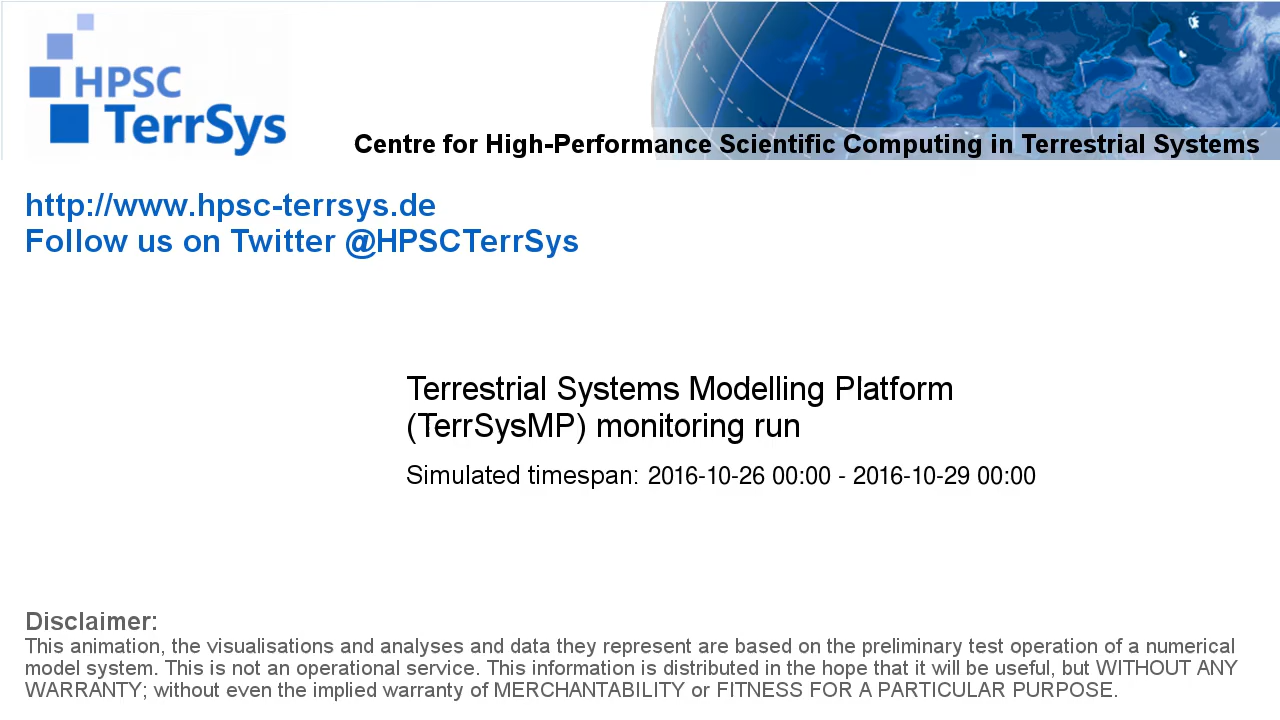 HPSC
TerrSys
Centre for High-Performance Scientific Computing in Terrestrial Systems
http://www.hpsc-terrsys.de
Follow us on Twitter @HPSCTerrSys
Terrestrial Systems Modelling Platform
(TerrSysMP) monitoring run
Simulated timespan: 2016-10-26 00:00 - 2016-10-29 00:00
Disclaimer:
This animation, the visualisations and analyses and data they represent are based on the preliminary test operation of a numerical
model system. This is not an operational service. This information is distributed in the hope that it will be useful, but WITHOUT ANY
WARRANTY; without even the implied warranty of MERCHANTABILITY or FITNESS FOR A PARTICULAR PURPOSE.